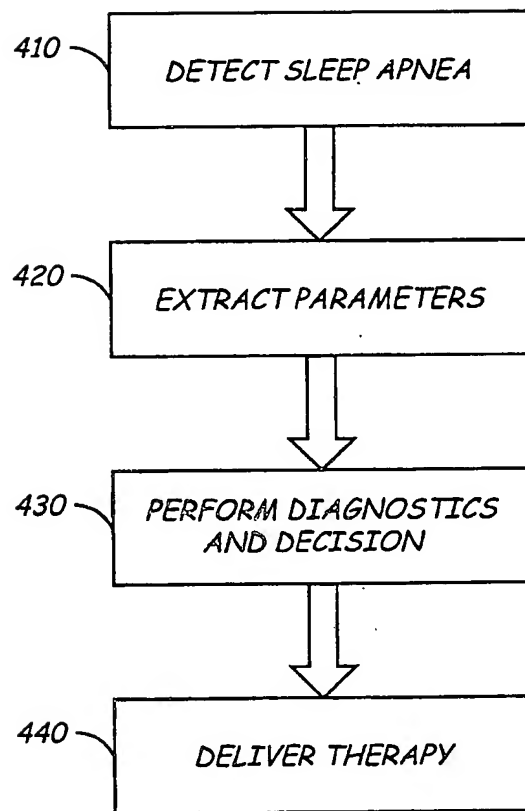 410
DETECT SLEEP APNEA
420
EXTRACT PARAMETERS
430
PERFORM DIAGNOSTICS
AND DECISION
440
DELIVER THERAPY